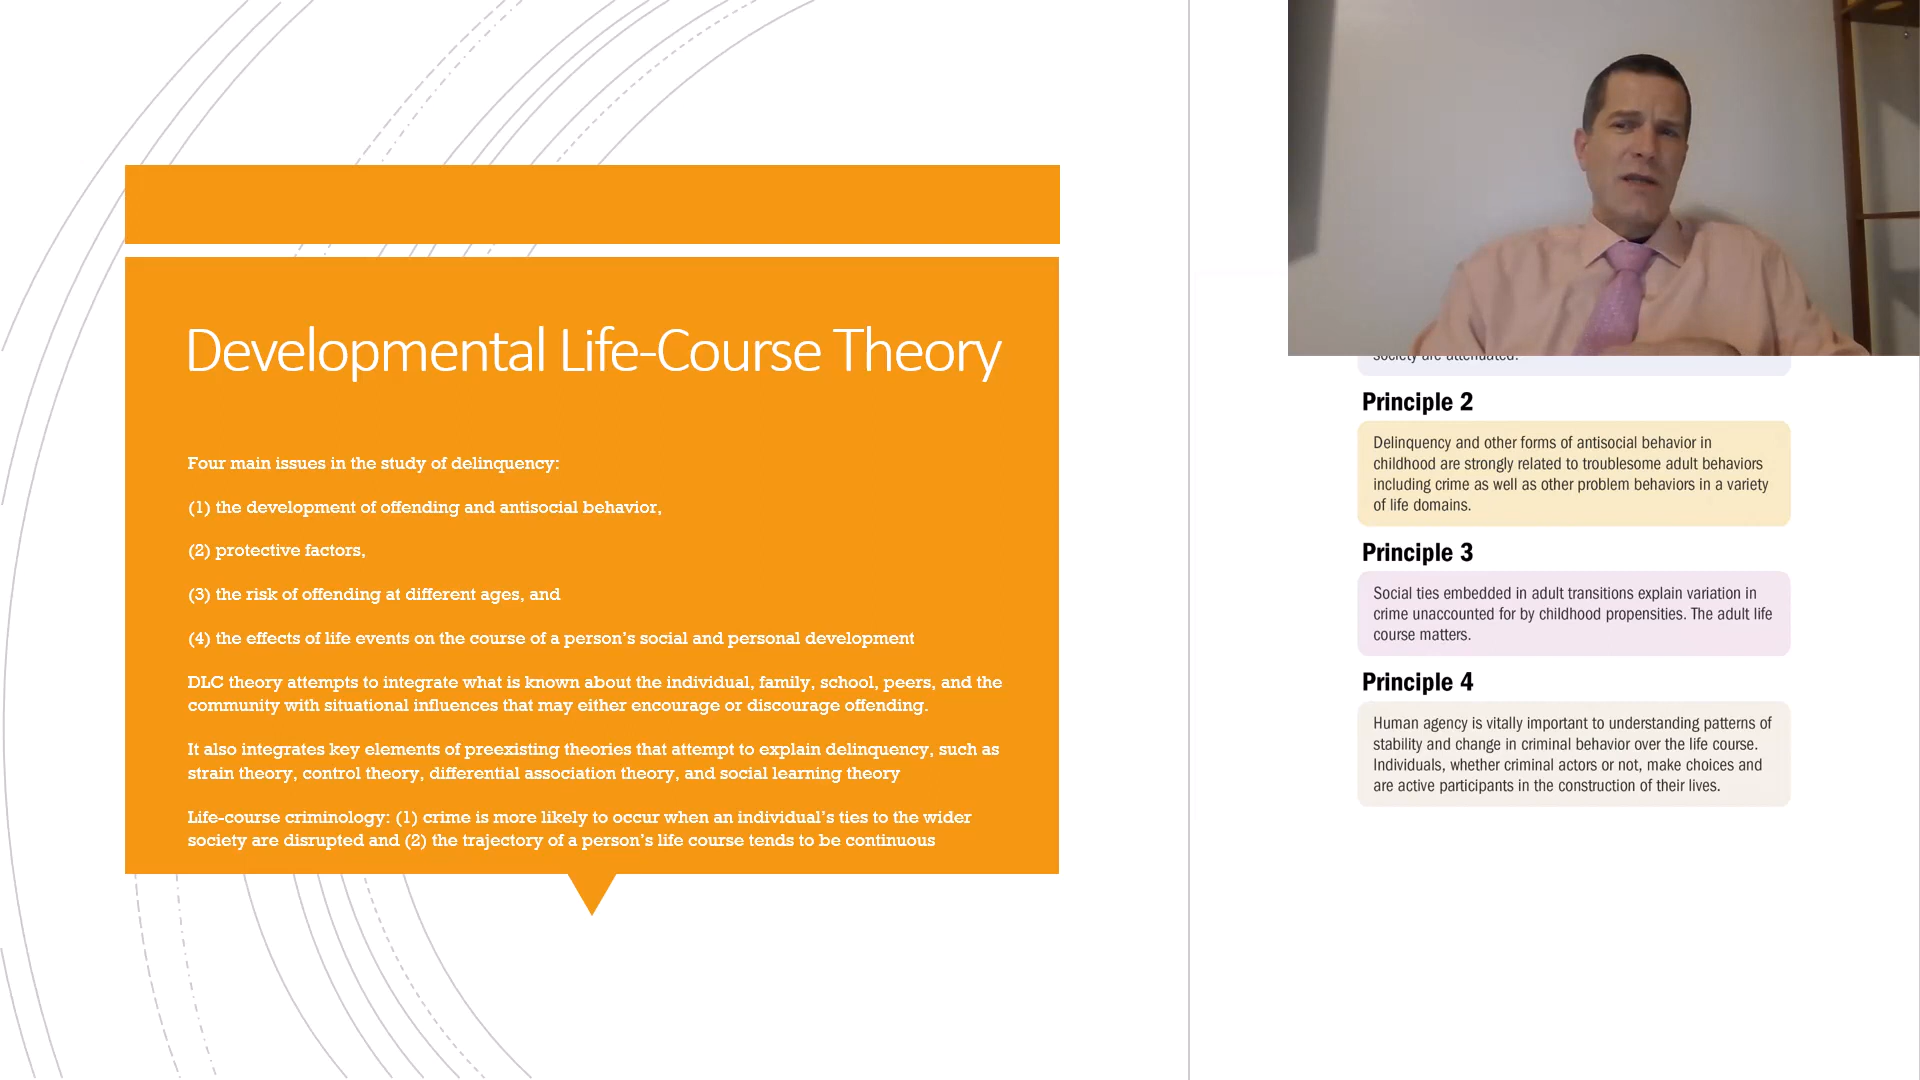 Developmental Life-Course Theory
Four main issues in the study of delinquency:
(1) the development of offending and antisocial behavior,
(2) protective factors,
(3) the risk of offending at different ages, and
(4) the effects of life events on the course of a person's social and personal development
DLC theory attempts to integrate what is known about the individual, family, school, peers, and the
community with situational influences that may either encourage or discourage offending.
It also integrates key elements of preexisting theories that attempt to explain delinquency, such as
strain theory, control theory, differential association theory, and social learning theory
Life-course criminology: (1) crime is more likely to occur when an individual's ties to the wider
society are disrupted and (2) the trajectory of a person's life course tends to be continuous
society are attenuated.
Principle 2
Delinquency and other forms of antisocial behavior in
childhood are strongly related to troublesome adult behaviors
including crime as well as other problem behaviors in a variety
of life domains.
Principle 3
Social ties embedded in adult transitions explain variation in
crime unaccounted for by childhood propensities. The adult life
course matters.
Principle 4
Human agency is vitally important to understanding patterns of
stability and change in criminal behavior over the life course.
Individuals, whether criminal actors or not, make choices and
are active participants in the construction of their lives.